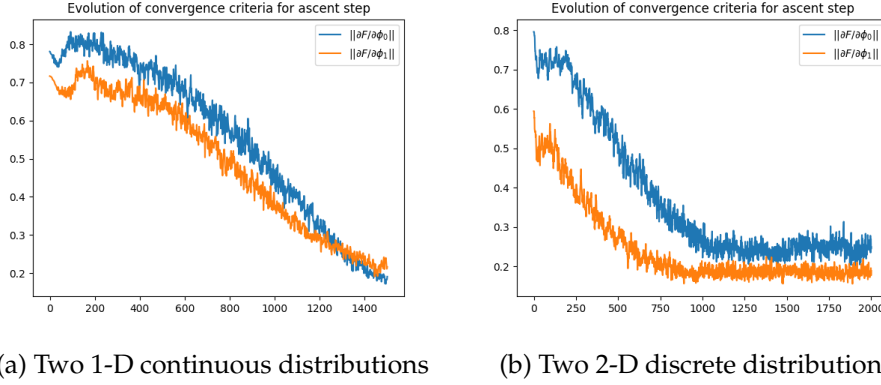 Evolution of convergence criteria for ascent step
||∂F/∂ϕ₀||
||∂F/∂ϕ₁||
0.8
0.7
0.6
0.5
0.4
0.3
0.2
0 200 400 600 800 1000 1200 1400
Evolution of convergence criteria for ascent step
||∂F/∂ϕ₀||
||∂F/∂ϕ₁||
0.8
0.7
0.6
0.5
0.4
0.3
0.2
0 250 500 750 1000 1250 1500 1750 2000
a) Two 1-D continuous distributions
(b) Two 2-D discrete distribution